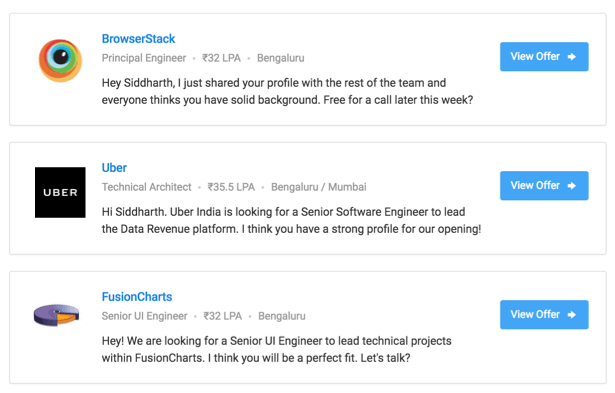 BrowserStack
Principal Engineer • ₹32 LPA • Bengaluru
View Offer
Hey Siddharth, I just shared your profile with the rest of the team and
everyone thinks you have solid background. Free for a call later this week?
Uber
UBER
Technical Architect • ₹35.5 LPA • Bengaluru / Mumbai
View Offer
Hi Siddharth. Uber India is looking for a Senior Software Engineer to lead
the Data Revenue platform. I think you have a strong profile for our opening!
FusionCharts
Senior UI Engineer • ₹32 LPA • Bengaluru
View Offer
Hey! We are looking for a Senior UI Engineer to lead technical projects
within FusionCharts. I think you will be a perfect fit. Let's talk?